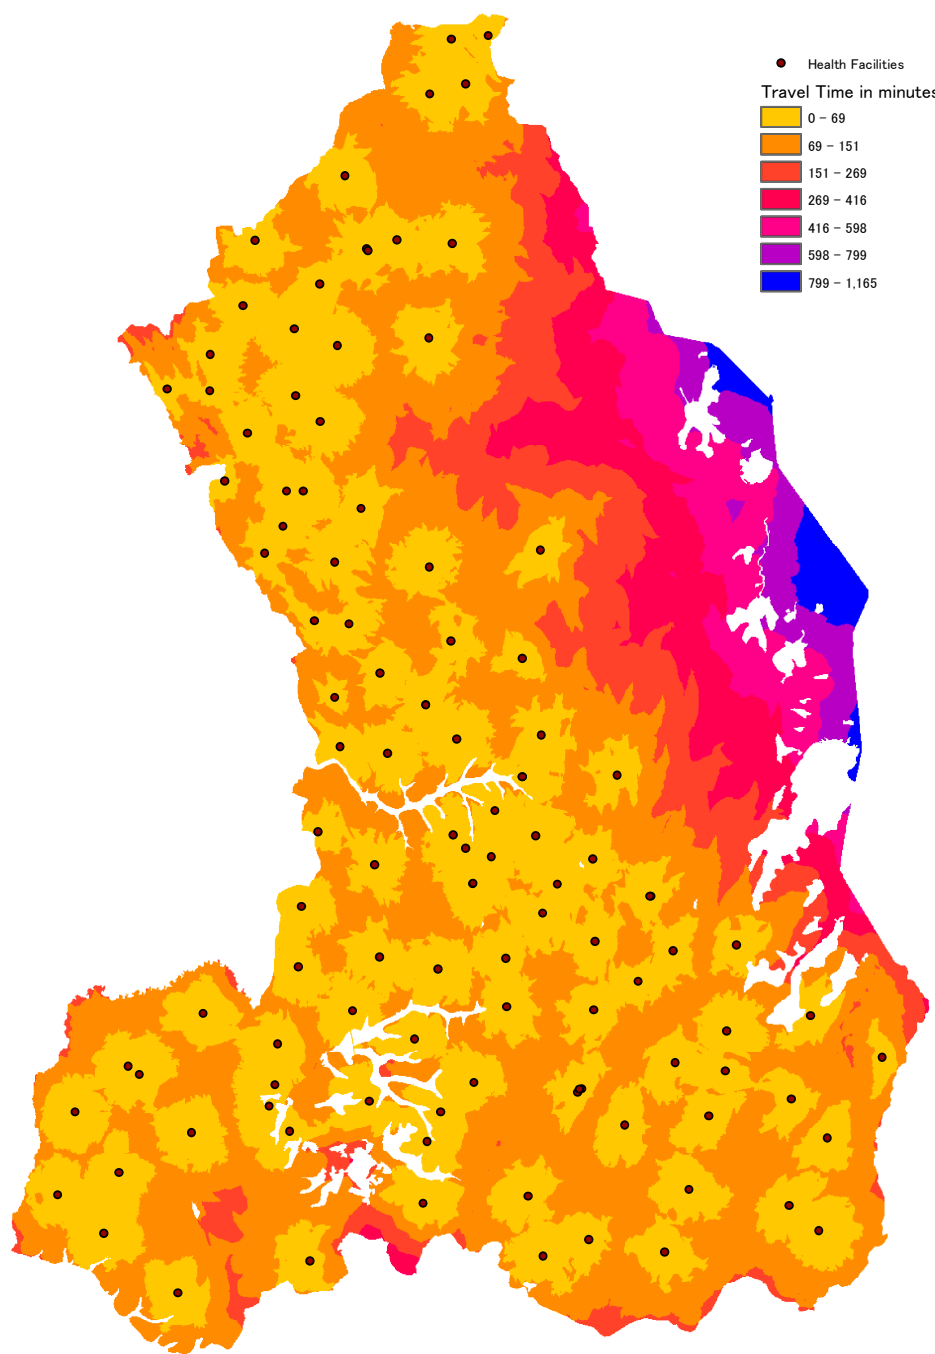 Health Facilities
Travel Time in minutes
0 - 69
69 - 151
151 - 269
269 - 416
416 - 598
598 - 799
799 - 1,165